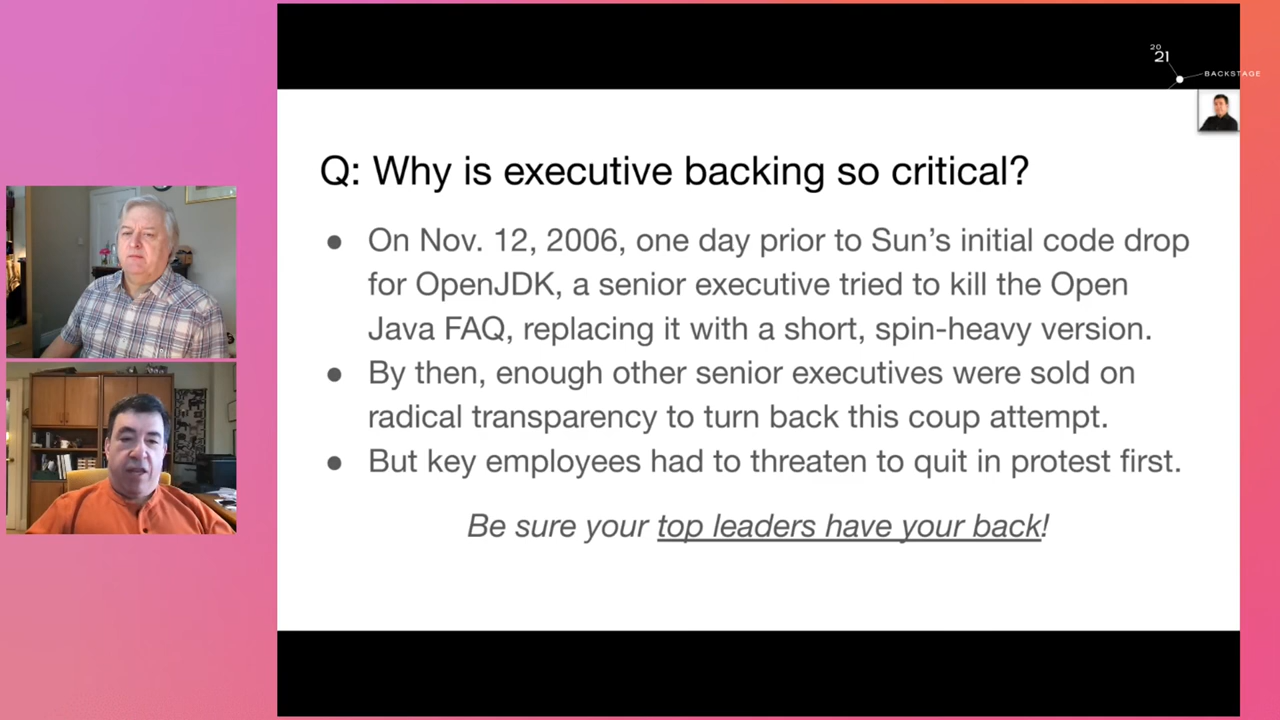 20
21
BACKSTAGE
Q: Why is executive backing so critical?
● On Nov. 12, 2006, one day prior to Sun’s initial code drop
for OpenJDK, a senior executive tried to kill the Open
Java FAQ, replacing it with a short, spin-heavy version.
● By then, enough other senior executives were sold on
radical transparency to turn back this coup attempt.
● But key employees had to threaten to quit in protest first.
Be sure your top leaders have your back!